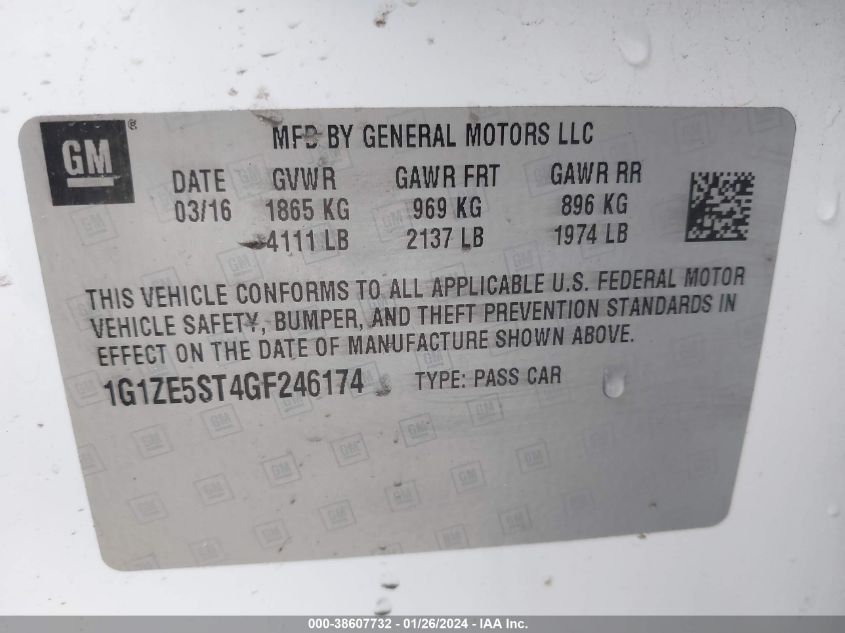 GM ®
MFD BY GENERAL MOTORS LLC
DATE GVWR GAWR FRT GAWR RR
03/16 1865 KG 969 KG 896 KG
4111 LB 2137 LB 1974 LB
THIS VEHICLE CONFORMS TO ALL APPLICABLE U.S. FEDERAL MOTOR
VEHICLE SAFETY, BUMPER, AND THEFT PREVENTION STANDARDS IN
EFFECT ON THE DATE OF MANUFACTURE SHOWN ABOVE.
1G1ZE5ST4GF246174 TYPE: PASS CAR
000-38607732 - 01/26/2024 - IAA Inc.